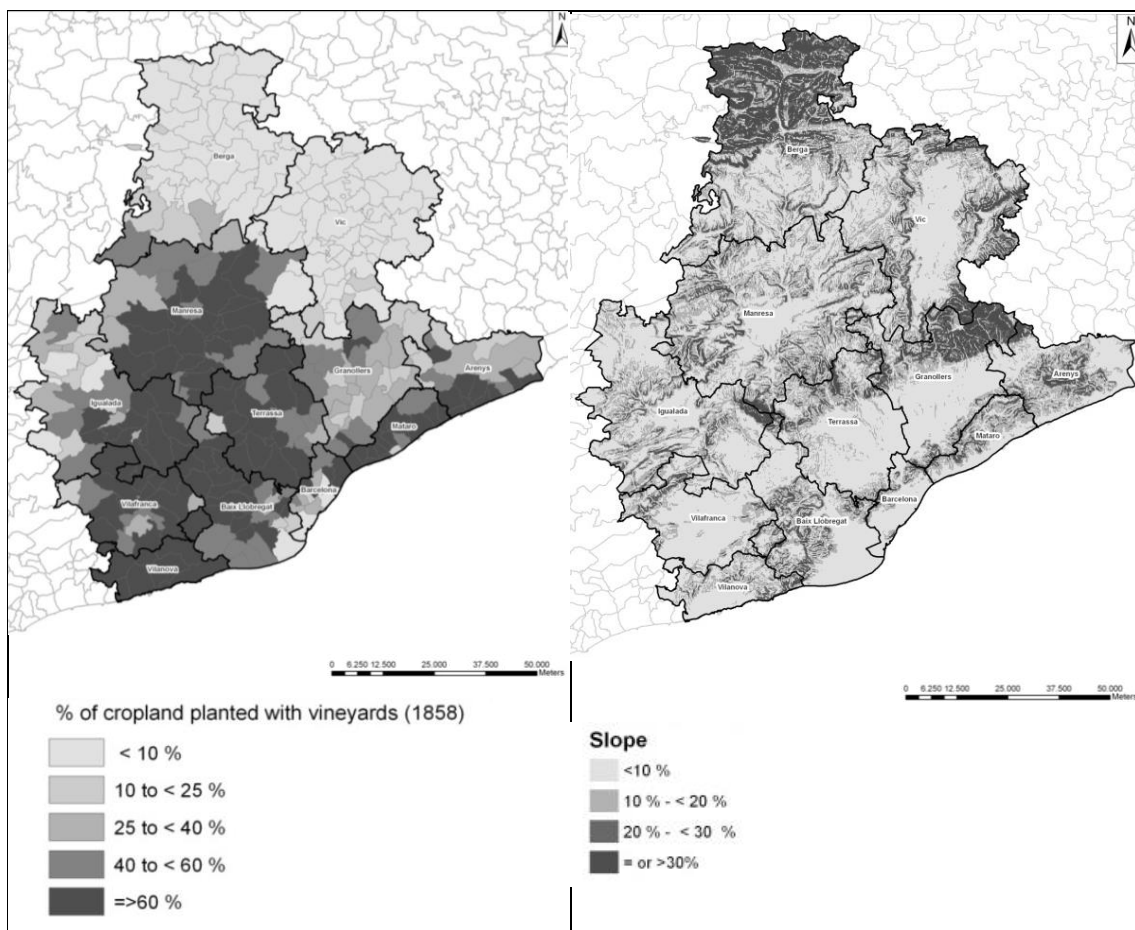 N
Berga
Vic
Manresa
Granollers
Arenys
Igualada
Terrassa
Mataro
Barcelona
Vilafranca
Baix Llobregat
Vilanova
0 6.250 12.500 25.000 37.500 50.000
Meters
% of cropland planted with vineyards (1858)
< 10 %
10 to < 25 %
25 to < 40 %
40 to < 60 %
=>60 %
N
Berga
Vic
Manresa
Granollers
Arenys
Igualada
Terrassa
Mataro
Barcelona
Vilafranca
Baix Llobregat
Vilanova
0 6.250 12.500 25.000 37.500 50.000
Meters
Slope
<10 %
10 % - < 20 %
20 % - < 30 %
= or >30%